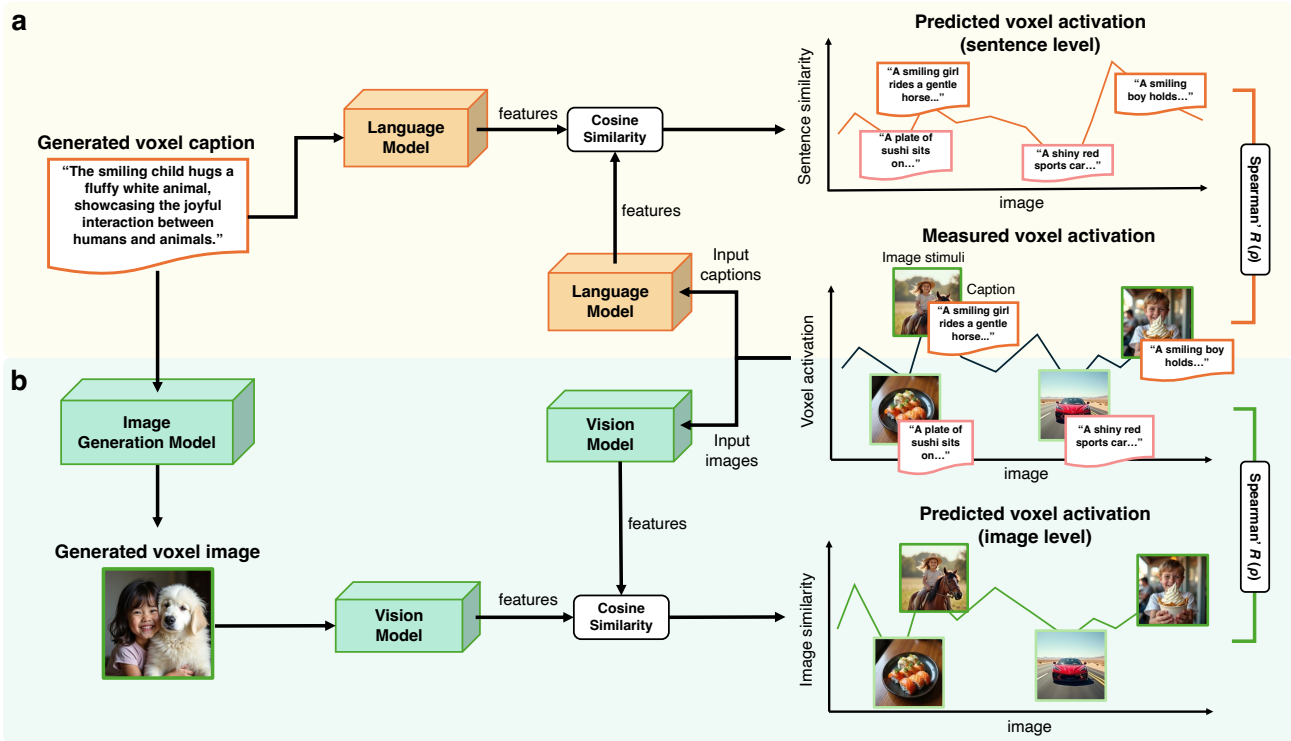 a
Generated voxel caption
“The smiling child hugs a
fluffy white animal,
showcasing the joyful
interaction between
humans and animals.”
Language
Model
features
Cosine
Similarity
features
Language
Model
Input
captions
Predicted voxel activation
(sentence level)
Sentence similarity
“A smiling girl
rides a gentle
horse...”
“A plate of
sushi sits
on…”
“A shiny red
sports car…”
“A smiling
boy holds…”
image
Spearman’ R (ρ)
Measured voxel activation
Image stimuli
Caption
“A smiling girl
rides a gentle
horse...”
“A smiling boy
holds…”
Voxel activation
“A plate of
sushi sits
on…”
“A shiny red
sports car…”
image
b
Image
Generation Model
Generated voxel image
Vision
Model
features
Vision
Model
Input
images
features
Cosine
Similarity
Predicted voxel activation
(image level)
Image similarity
image
Spearman’ R (ρ)